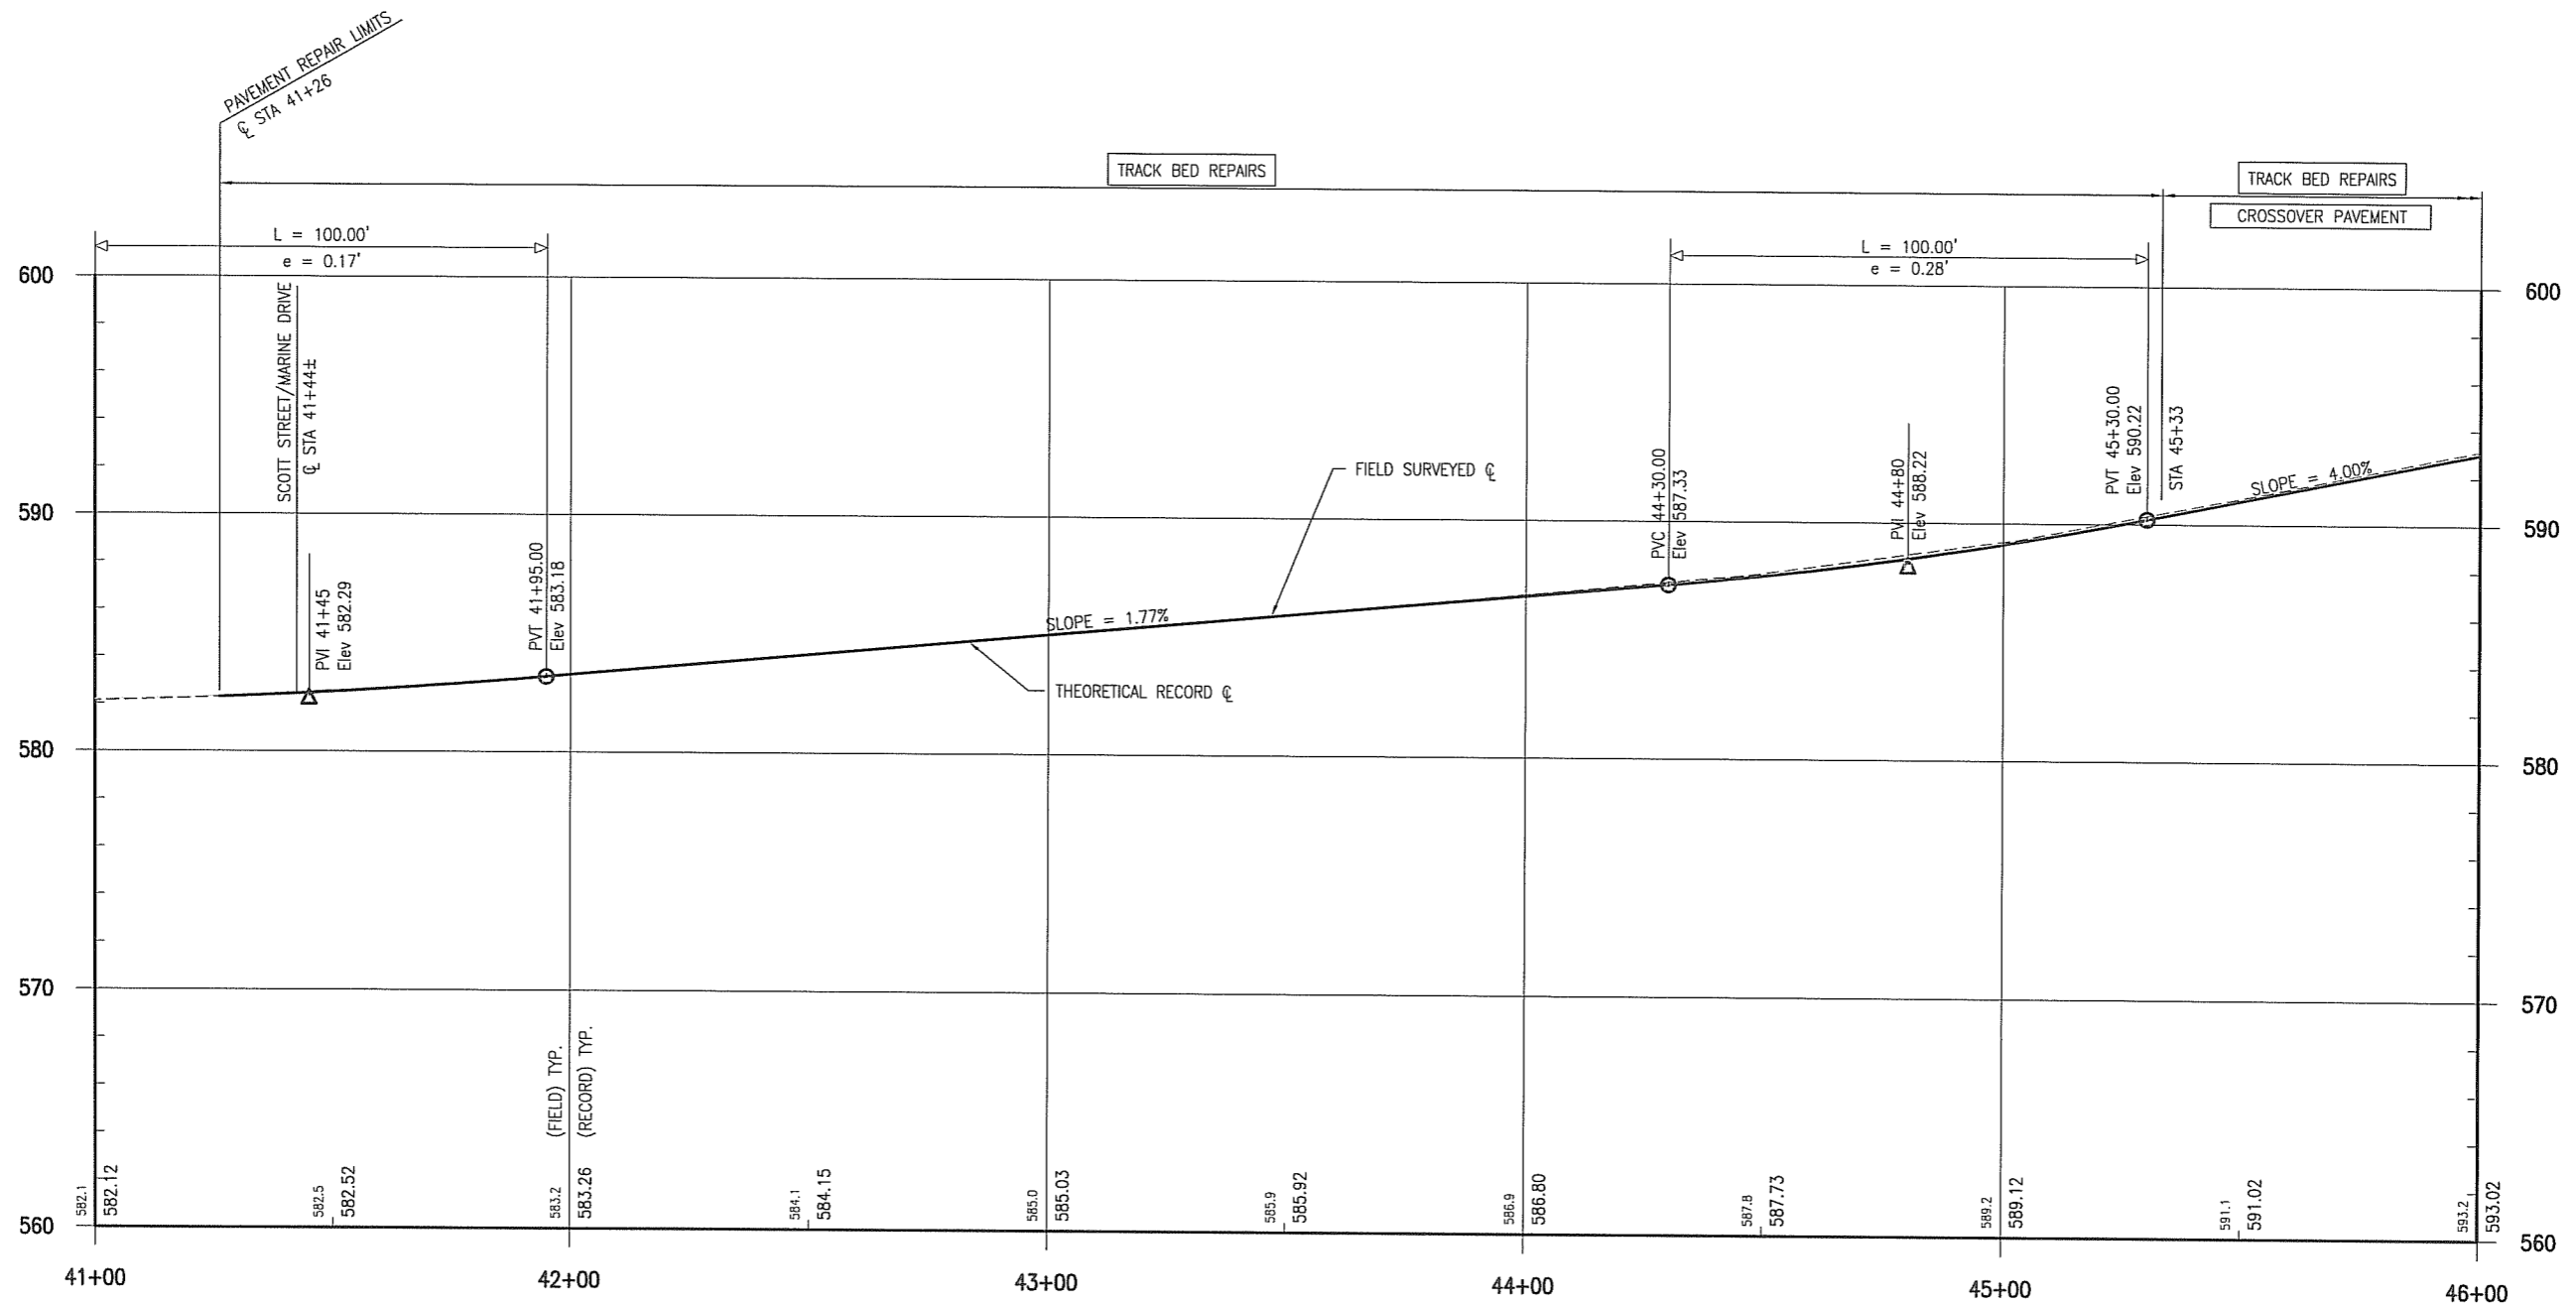 PAVEMENT REPAIR LIMITS
℄ STA 41+26
TRACK BED REPAIRS
TRACK BED REPAIRS
CROSSOVER PAVEMENT
L = 100.00'
e = 0.17'
L = 100.00'
e = 0.28'
600
600
SCOTT STREET/MARINE DRIVE
℄ STA 41+44±
PVI 41+45
Elev 582.29
PVT 41+95.00
Elev 583.18
FIELD SURVEYED ℄
PVC 44+30.00
Elev 587.33
PVI 44+80
Elev 588.22
PVT 45+30.00
Elev 590.22
STA 45+33
SLOPE = 4.00%
590
590
SLOPE = 1.77%
THEORETICAL RECORD ℄
580
580
570
570
(FIELD) TYP.
(RECORD) TYP.
582.1
582.12
582.5
582.52
583.2
583.26
584.1
584.15
585.0
585.03
585.9
585.92
586.9
586.80
587.8
587.73
589.2
589.12
591.1
591.02
593.2
593.02
560
560
41+00
42+00
43+00
44+00
45+00
46+00